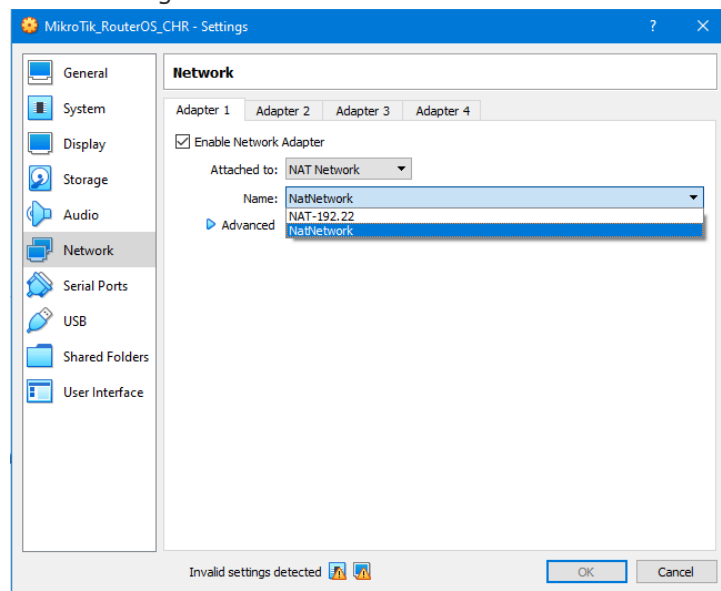 MikroTik_RouterOS_CHR - Settings
?
General
System
Display
Storage
Audio
Network
Serial Ports
USB
Shared Folders
User Interface
Network
Adapter 1 Adapter 2 Adapter 3 Adapter 4
Enable Network Adapter
Attached to: NAT Network
Name: NatNetwork
NAT-192.22
NatNetwork
Advanced
Invalid settings detected
OK Cancel